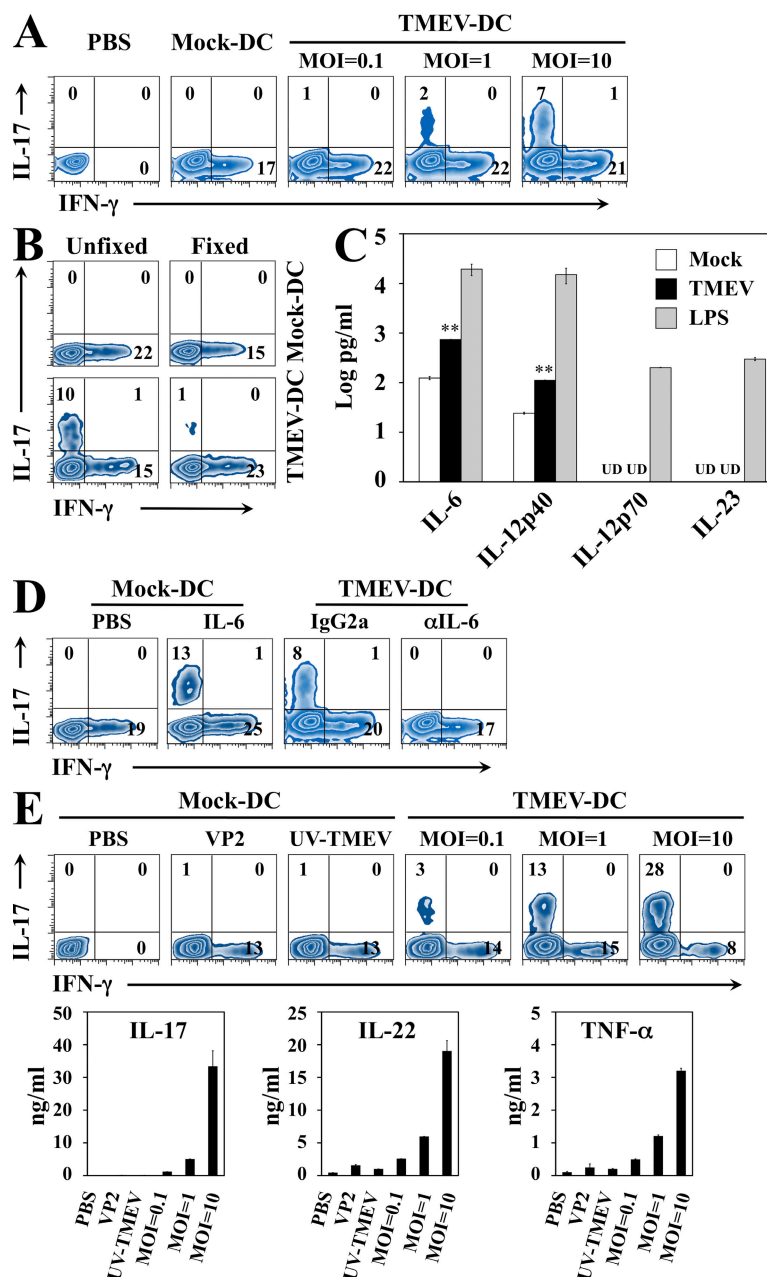 A
PBS
Mock-DC
TMEV-DC
MOI=0.1
MOI=1
MOI=10
IL-17
0 0
0 0
1 0
2 0
7 1
0
17
22
22
21
IFN-γ
B
Unfixed
Fixed
Mock-DC
0 0
0 0
22
15
TMEV-DC
10 1
1 0
15
23
IL-17
IFN-γ
C
Log pg/ml
5
4
3
2
1
0
Mock
TMEV
LPS
**
**
UD UD
UD UD
IL-6
IL-12p40
IL-12p70
IL-23
D
Mock-DC
TMEV-DC
PBS
IL-6
IgG2a
αIL-6
IL-17
0 0
13 1
8 1
0 0
19
25
20
17
IFN-γ
E
Mock-DC
TMEV-DC
PBS
VP2
UV-TMEV
MOI=0.1
MOI=1
MOI=10
IL-17
0 0
1 0
1 0
3 0
13 0
28 0
0
13
13
14
15
8
IFN-γ
IL-17
ng/ml
50
40
30
20
10
0
PBS
VP2
UV-TMEV
MOI=0.1
MOI=1
MOI=10
IL-22
ng/ml
25
20
15
10
5
0
PBS
VP2
UV-TMEV
MOI=0.1
MOI=1
MOI=10
TNF-α
ng/ml
5
4
3
2
1
0
PBS
VP2
UV-TMEV
MOI=0.1
MOI=1
MOI=10